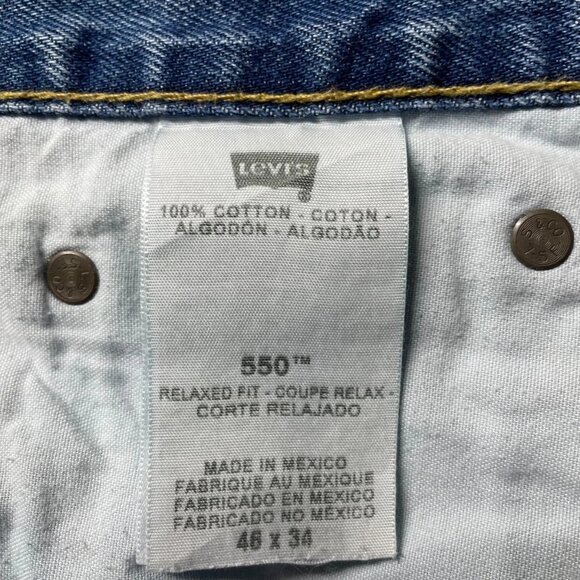 LEVI'S
®
100% COTTON - COTON -
ALGODÓN - ALGODÃO
550™
RELAXED FIT - COUPE RELAX -
CORTE RELAJADO
MADE IN MEXICO
FABRIQUE AU MEXIQUE
FABRICADO EN MEXICO
FABRICADO NO MÉXICO
46 X 34